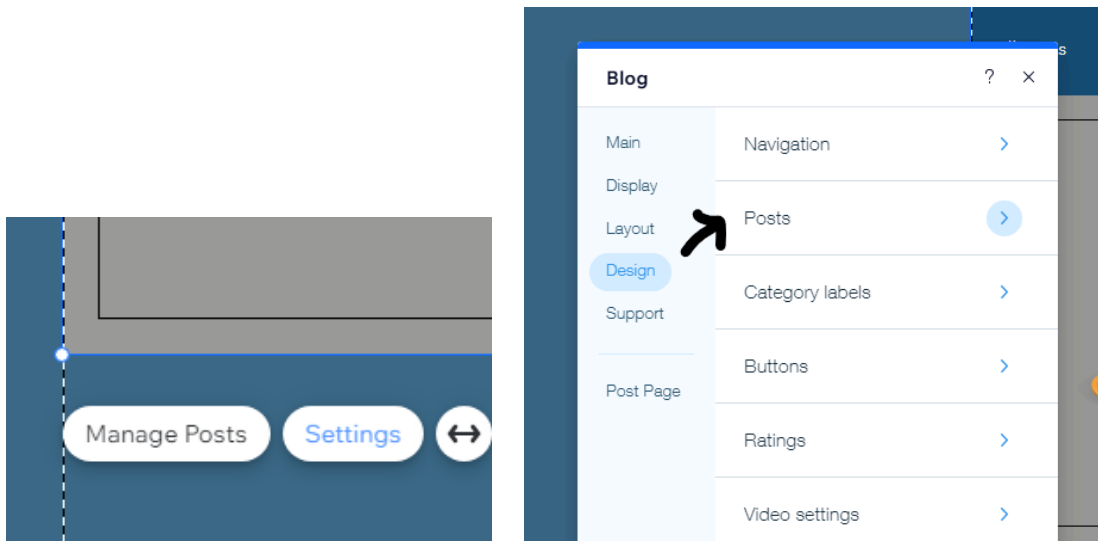 Manage Posts
Settings
Blog
?
Main
Display
Layout
Design
Support
Post Page
Navigation
Posts
Category labels
Buttons
Ratings
Video settings